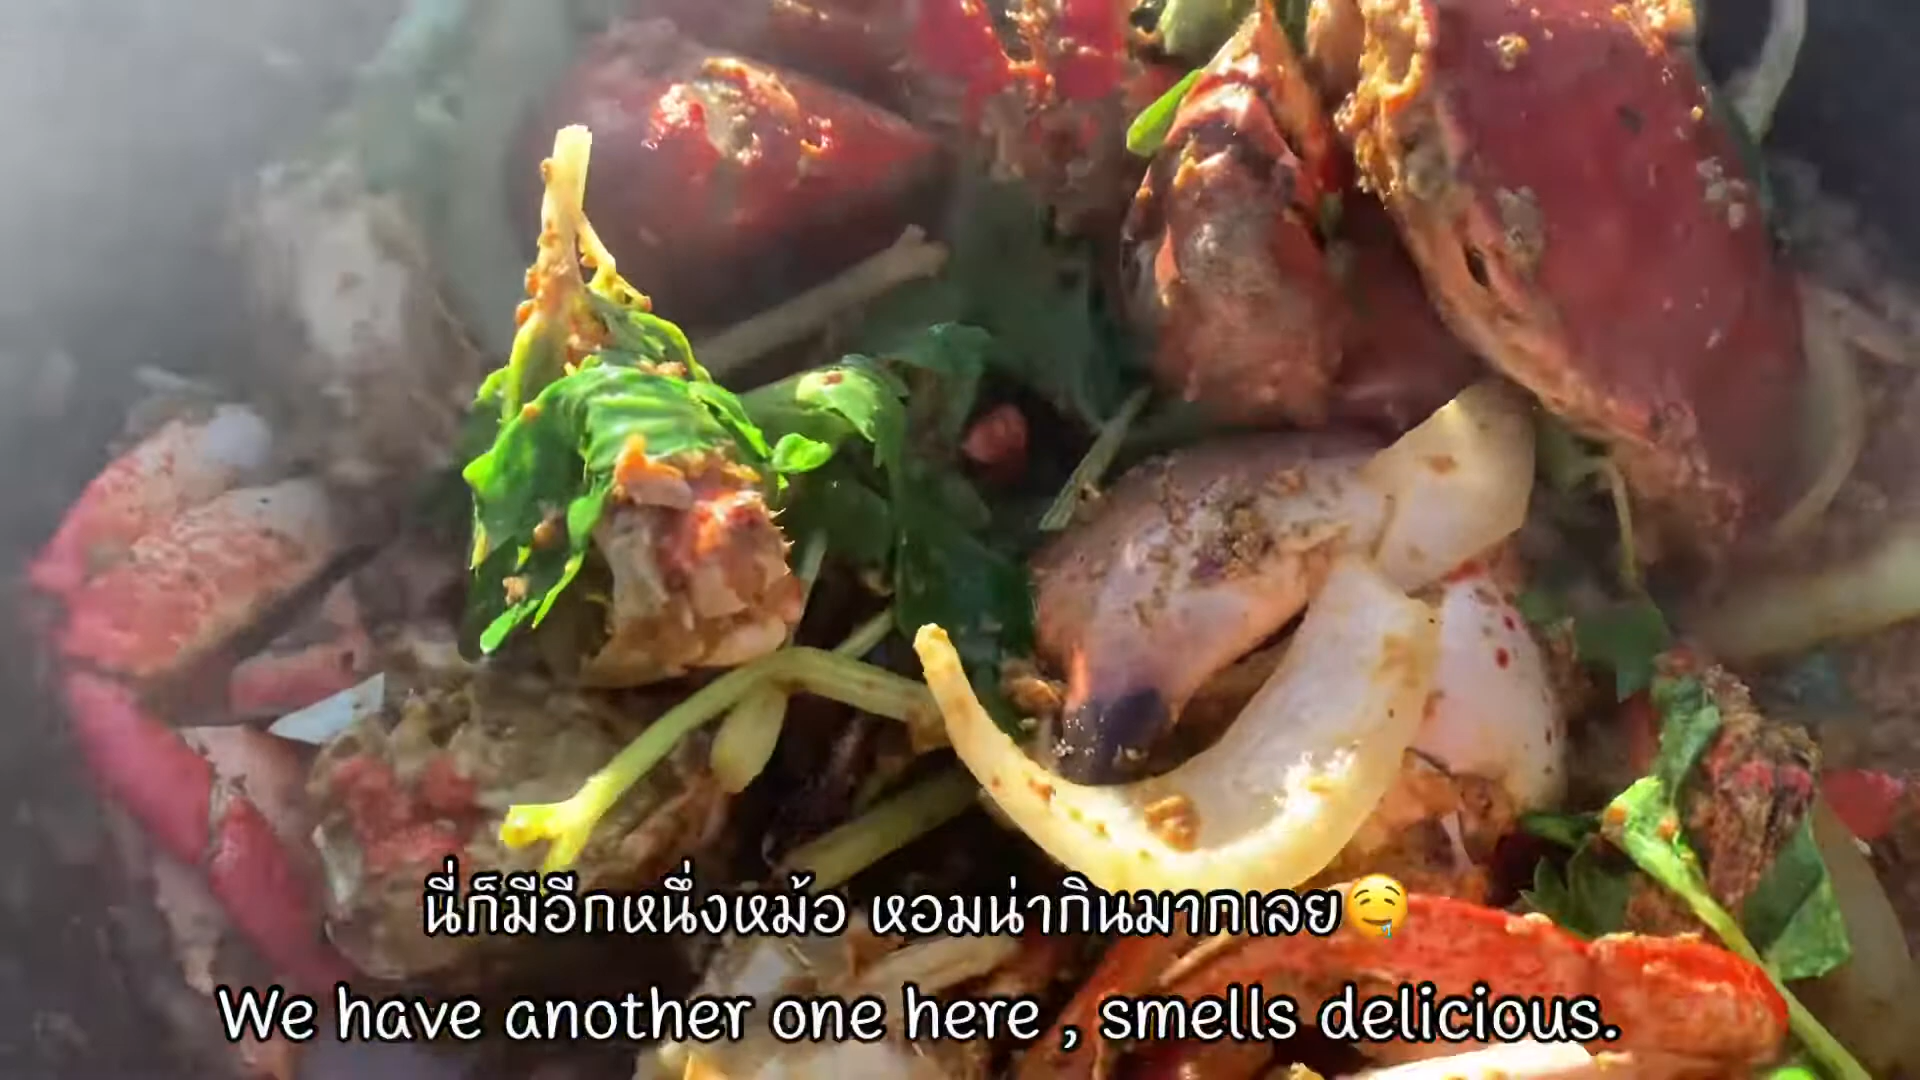 นี่ก็มีอีกหนึ่งหม้อ หอมน่ากินมากเลย🤤
We have another one here , smells delicious.